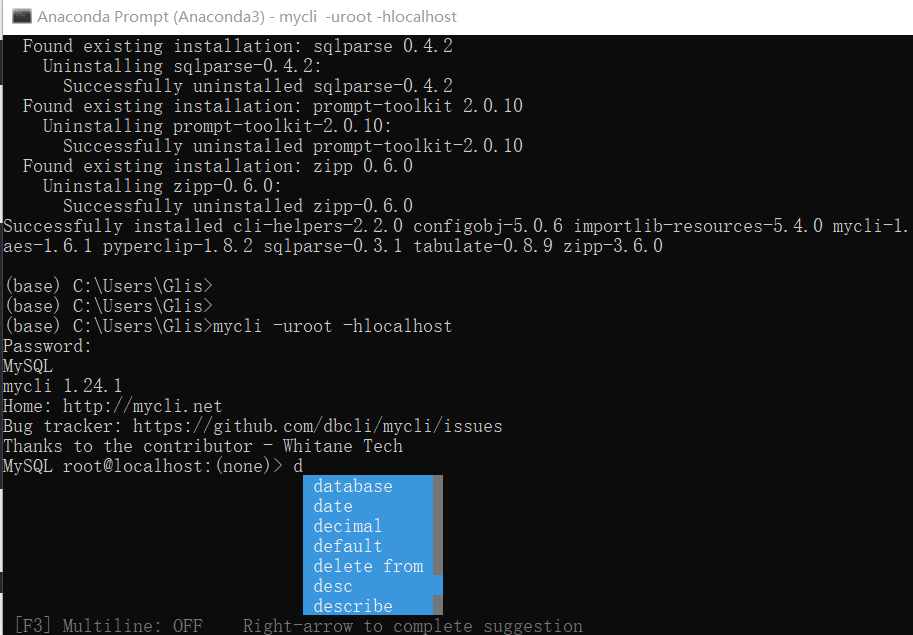 Anaconda Prompt (Anaconda3) - mycli -uroot -hlocalhost
Found existing installation: sqlparse 0.4.2
Uninstalling sqlparse-0.4.2:
Successfully uninstalled sqlparse-0.4.2
Found existing installation: prompt-toolkit 2.0.10
Uninstalling prompt-toolkit-2.0.10:
Successfully uninstalled prompt-toolkit-2.0.10
Found existing installation: zipp 0.6.0
Uninstalling zipp-0.6.0:
Successfully uninstalled zipp-0.6.0
Successfully installed cli-helpers-2.2.0 configobj-5.0.6 importlib-resources-5.4.0 mycli-1.
aes-1.6.1 pyperclip-1.8.2 sqlparse-0.3.1 tabulate-0.8.9 zipp-3.6.0
(base) C:\Users\Glis>
(base) C:\Users\Glis>
(base) C:\Users\Glis>mycli -uroot -hlocalhost
Password:
MySQL
mycli 1.24.1
Home: http://mycli.net
Bug tracker: https://github.com/dbcli/mycli/issues
Thanks to the contributor - Whitane Tech
MySQL root@localhost:(none)> d
database
date
decimal
default
delete from
desc
describe
[F3] Multiline: OFF    Right-arrow to complete suggestion